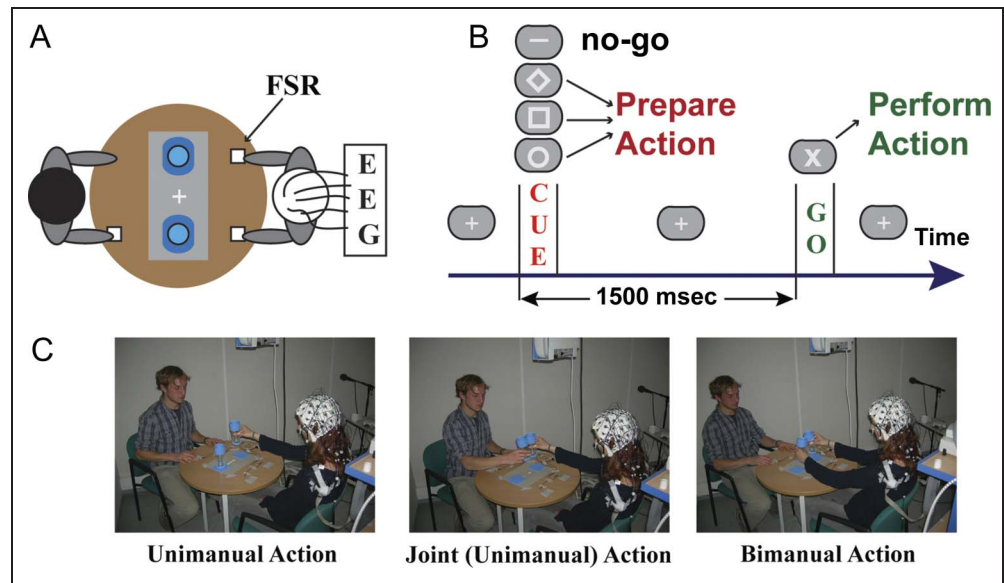 A
FSR
E
E
G
B
no-go
Prepare
Action
Perform
Action
X
C
U
E
G
O
Time
1500 msec
C
Unimanual Action
Joint (Unimanual) Action
Bimanual Action